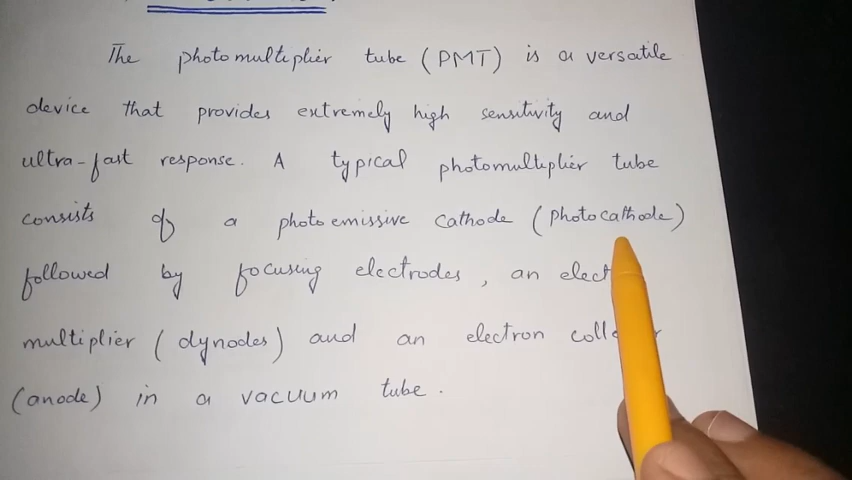 The photomultiplier tube (PMT) is a versatile
device that provides extremely high sensitivity and
ultra-fast response. A typical photomultiplier tube
consists of a photoemissive cathode (photocathode)
followed by focusing electrodes, an
multiplier (dynodes) and an electron
(anode) in a vacuum tube.